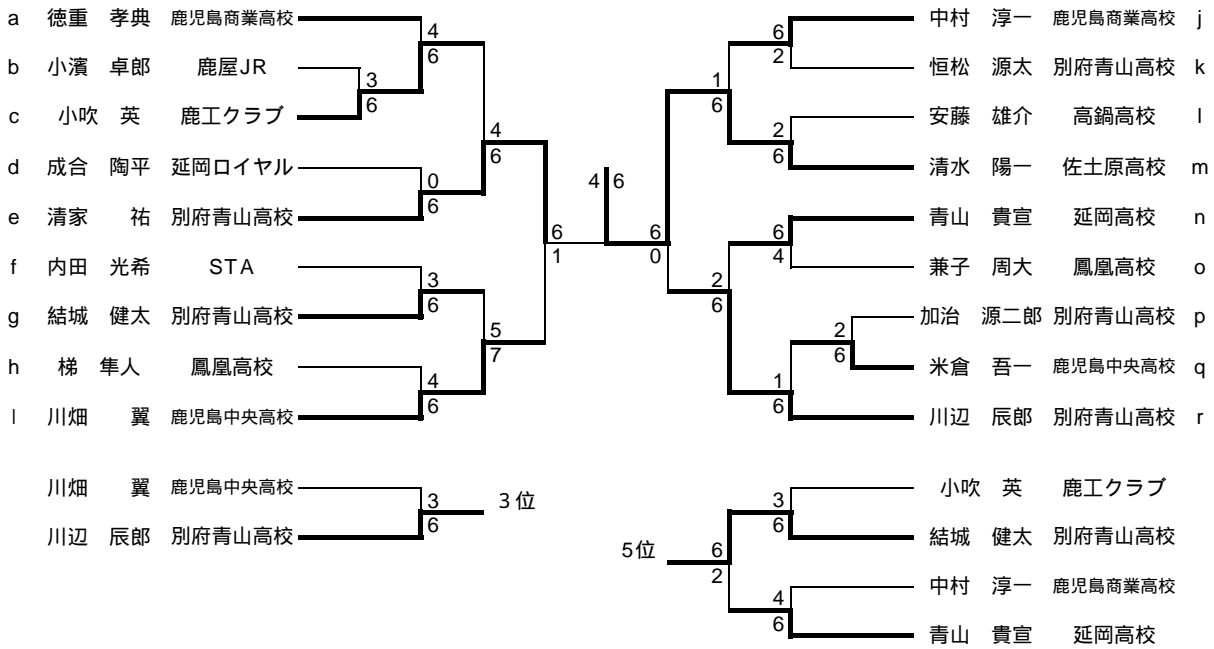 a 徳重 孝典 鹿児島商業高校
b 小濱 卓郎 鹿屋JR
c 小吹 英 鹿工クラブ
d 成合 陶平 延岡ロイヤル
e 清家 祐 別府青山高校
f 内田 光希 STA
g 結城 健太 別府青山高校
h 梯 隼人 鳳凰高校
I 川畑 翼 鹿児島中央高校
4
6
3
6
4
6
0
6
6
1
3
6
5
7
4
6
4 6
中村 淳一 鹿児島商業高校 j
恒松 源太 別府青山高校 k
安藤 雄介 高鍋高校 l
清水 陽一 佐土原高校 m
青山 貴宣 延岡高校 n
兼子 周大 鳳凰高校 o
加治 源二郎 別府青山高校 p
米倉 吾一 鹿児島中央高校 q
川辺 辰郎 別府青山高校 r
6
2
1
6
2
6
6
0
6
4
2
6
2
6
1
6
川畑 翼 鹿児島中央高校
川辺 辰郎 別府青山高校
3
6
3位
小吹 英 鹿工クラブ
結城 健太 別府青山高校
中村 淳一 鹿児島商業高校
青山 貴宣 延岡高校
3
6
5位
6
2
4
6